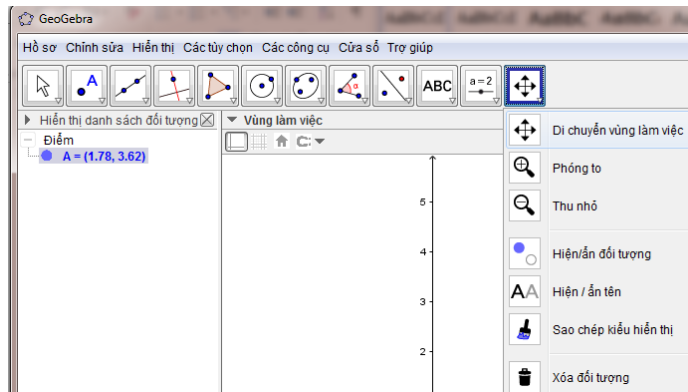 GeoGebra
Hồ sơ Chỉnh sửa Hiển thị Các tùy chọn Các công cụ Cửa sổ Trợ giúp
A
α
ABC
a = 2
Hiển thị danh sách đối tượng
Vùng làm việc
Điểm
A = (1.78, 3.62)
5
4
3
2
Di chuyển vùng làm việc
Phóng to
Thu nhỏ
Hiện/ẩn đối tượng
AA Hiện / ẩn tên
Sao chép kiểu hiển thị
Xóa đối tượng